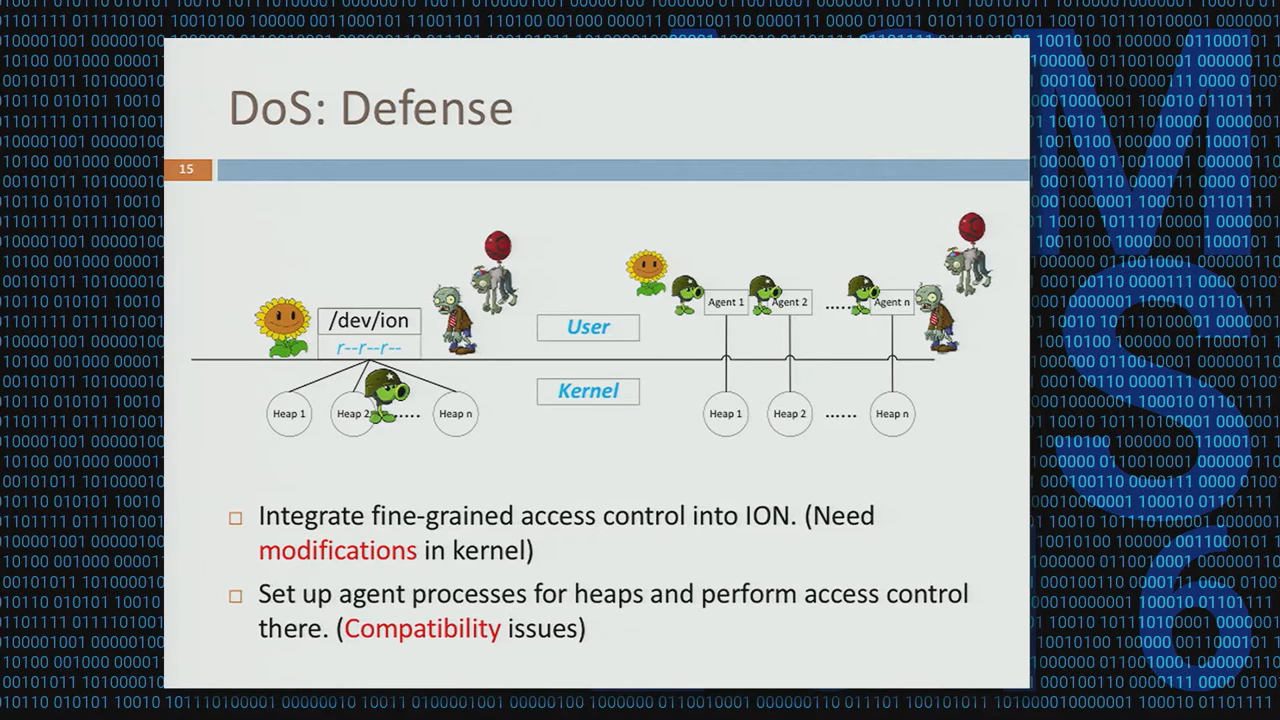 DoS: Defense
15
/dev/ion
r--r--r--
User
Kernel
Heap 1
Heap 2
......
Heap n
Agent 1
Agent 2
......
Agent n
Heap 1
Heap 2
......
Heap n
Integrate fine-grained access control into ION. (Need
modifications in kernel)
Set up agent processes for heaps and perform access control
there. (Compatibility issues)